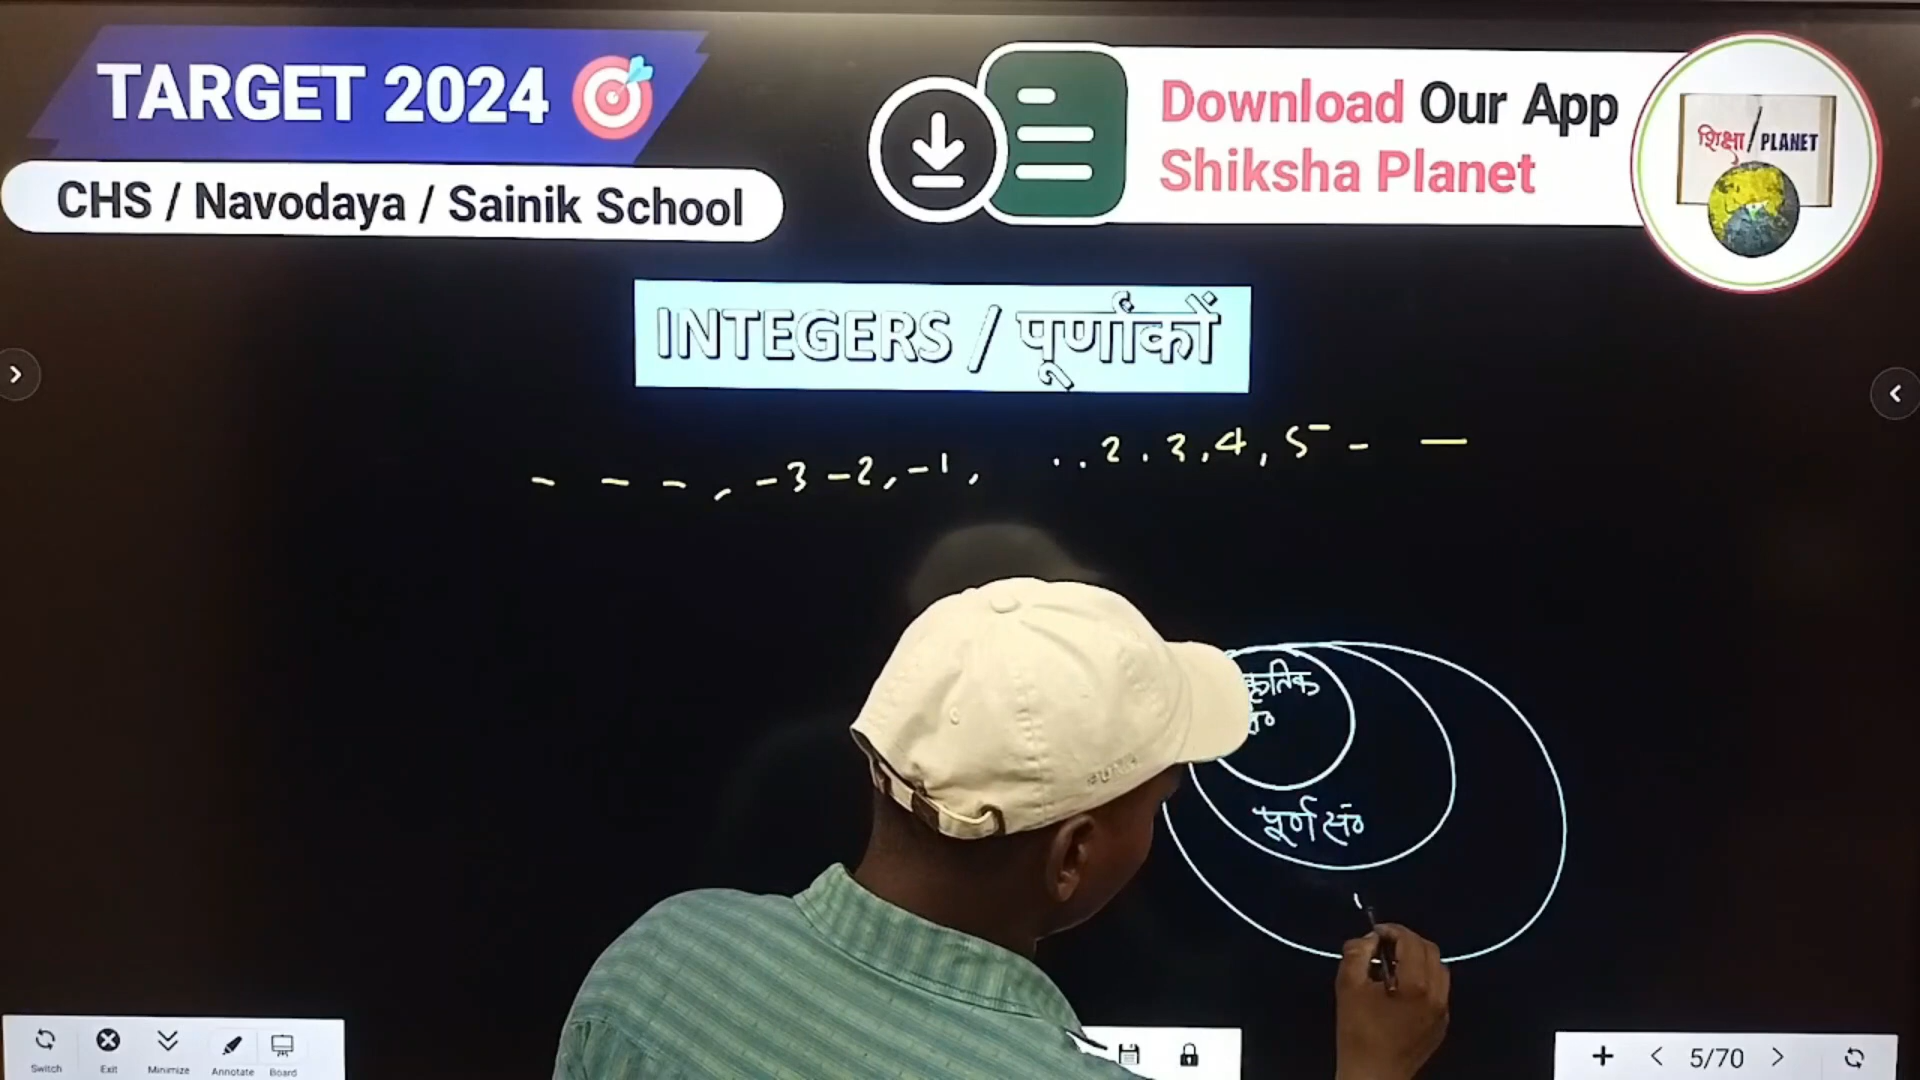 TARGET 2024
CHS / Navodaya / Sainik School
Download Our App
Shiksha Planet
शिक्षा / PLANET
INTEGERS / पूर्णांकों
- - - , -3 -2, -1, . . 2 . 3, 4, 5 - -
कृतिक
सं०
पूर्ण सं०
Switch
Exit
Minimize
Annotate
Board
5/70